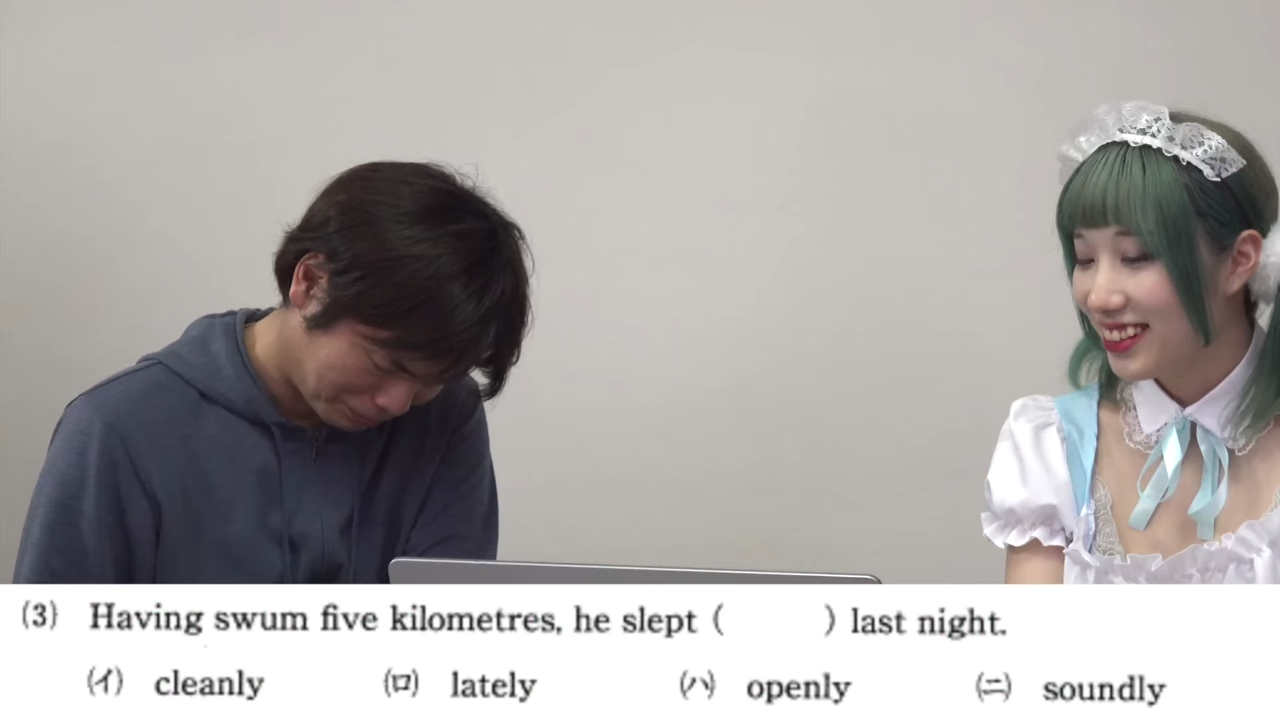 (3) Having swum five kilometres, he slept ( ) last night.
(イ) cleanly (ロ) lately (ハ) openly (ニ) soundly